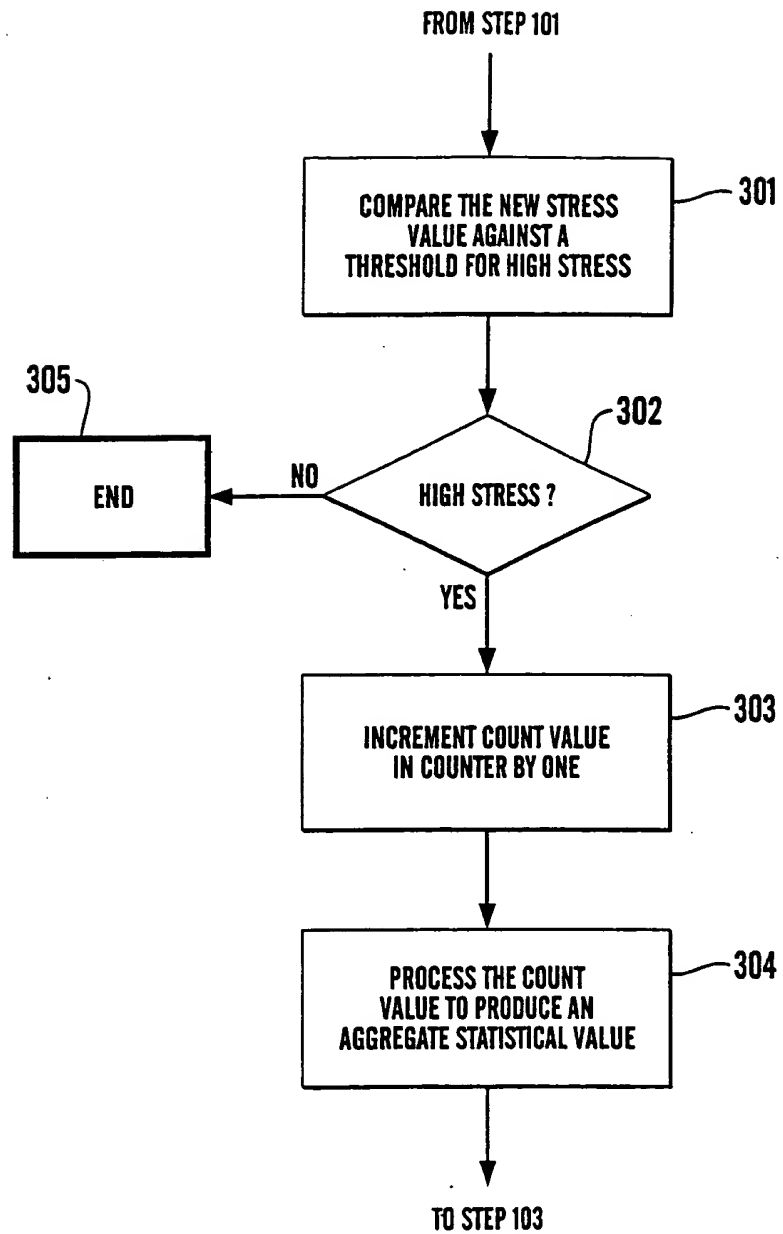 FROM STEP 101
301
COMPARE THE NEW STRESS
VALUE AGAINST A
THRESHOLD FOR HIGH STRESS
305
302
END
NO
HIGH STRESS ?
YES
303
INCREMENT COUNT VALUE
IN COUNTER BY ONE
304
PROCESS THE COUNT
VALUE TO PRODUCE AN
AGGREGATE STATISTICAL VALUE
TO STEP 103